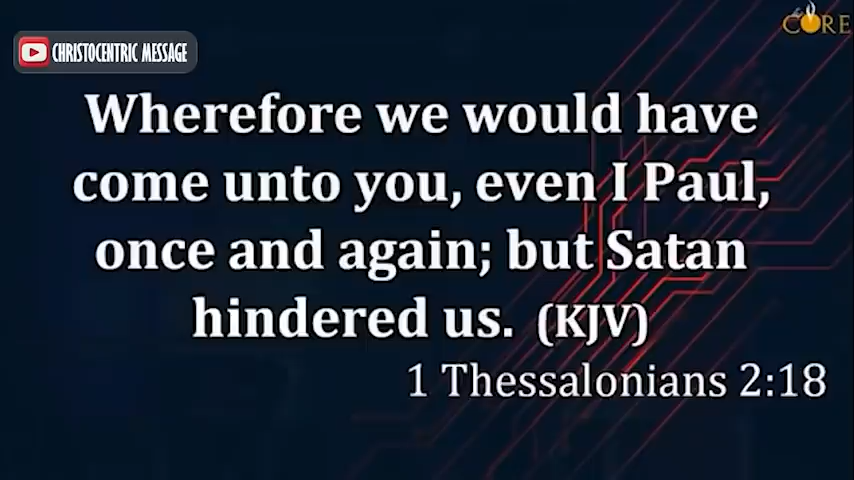 CHRISTOCENTRIC MESSAGE
CORE
Wherefore we would have
come unto you, even I Paul,
once and again; but Satan
hindered us. (KJV)
1 Thessalonians 2:18